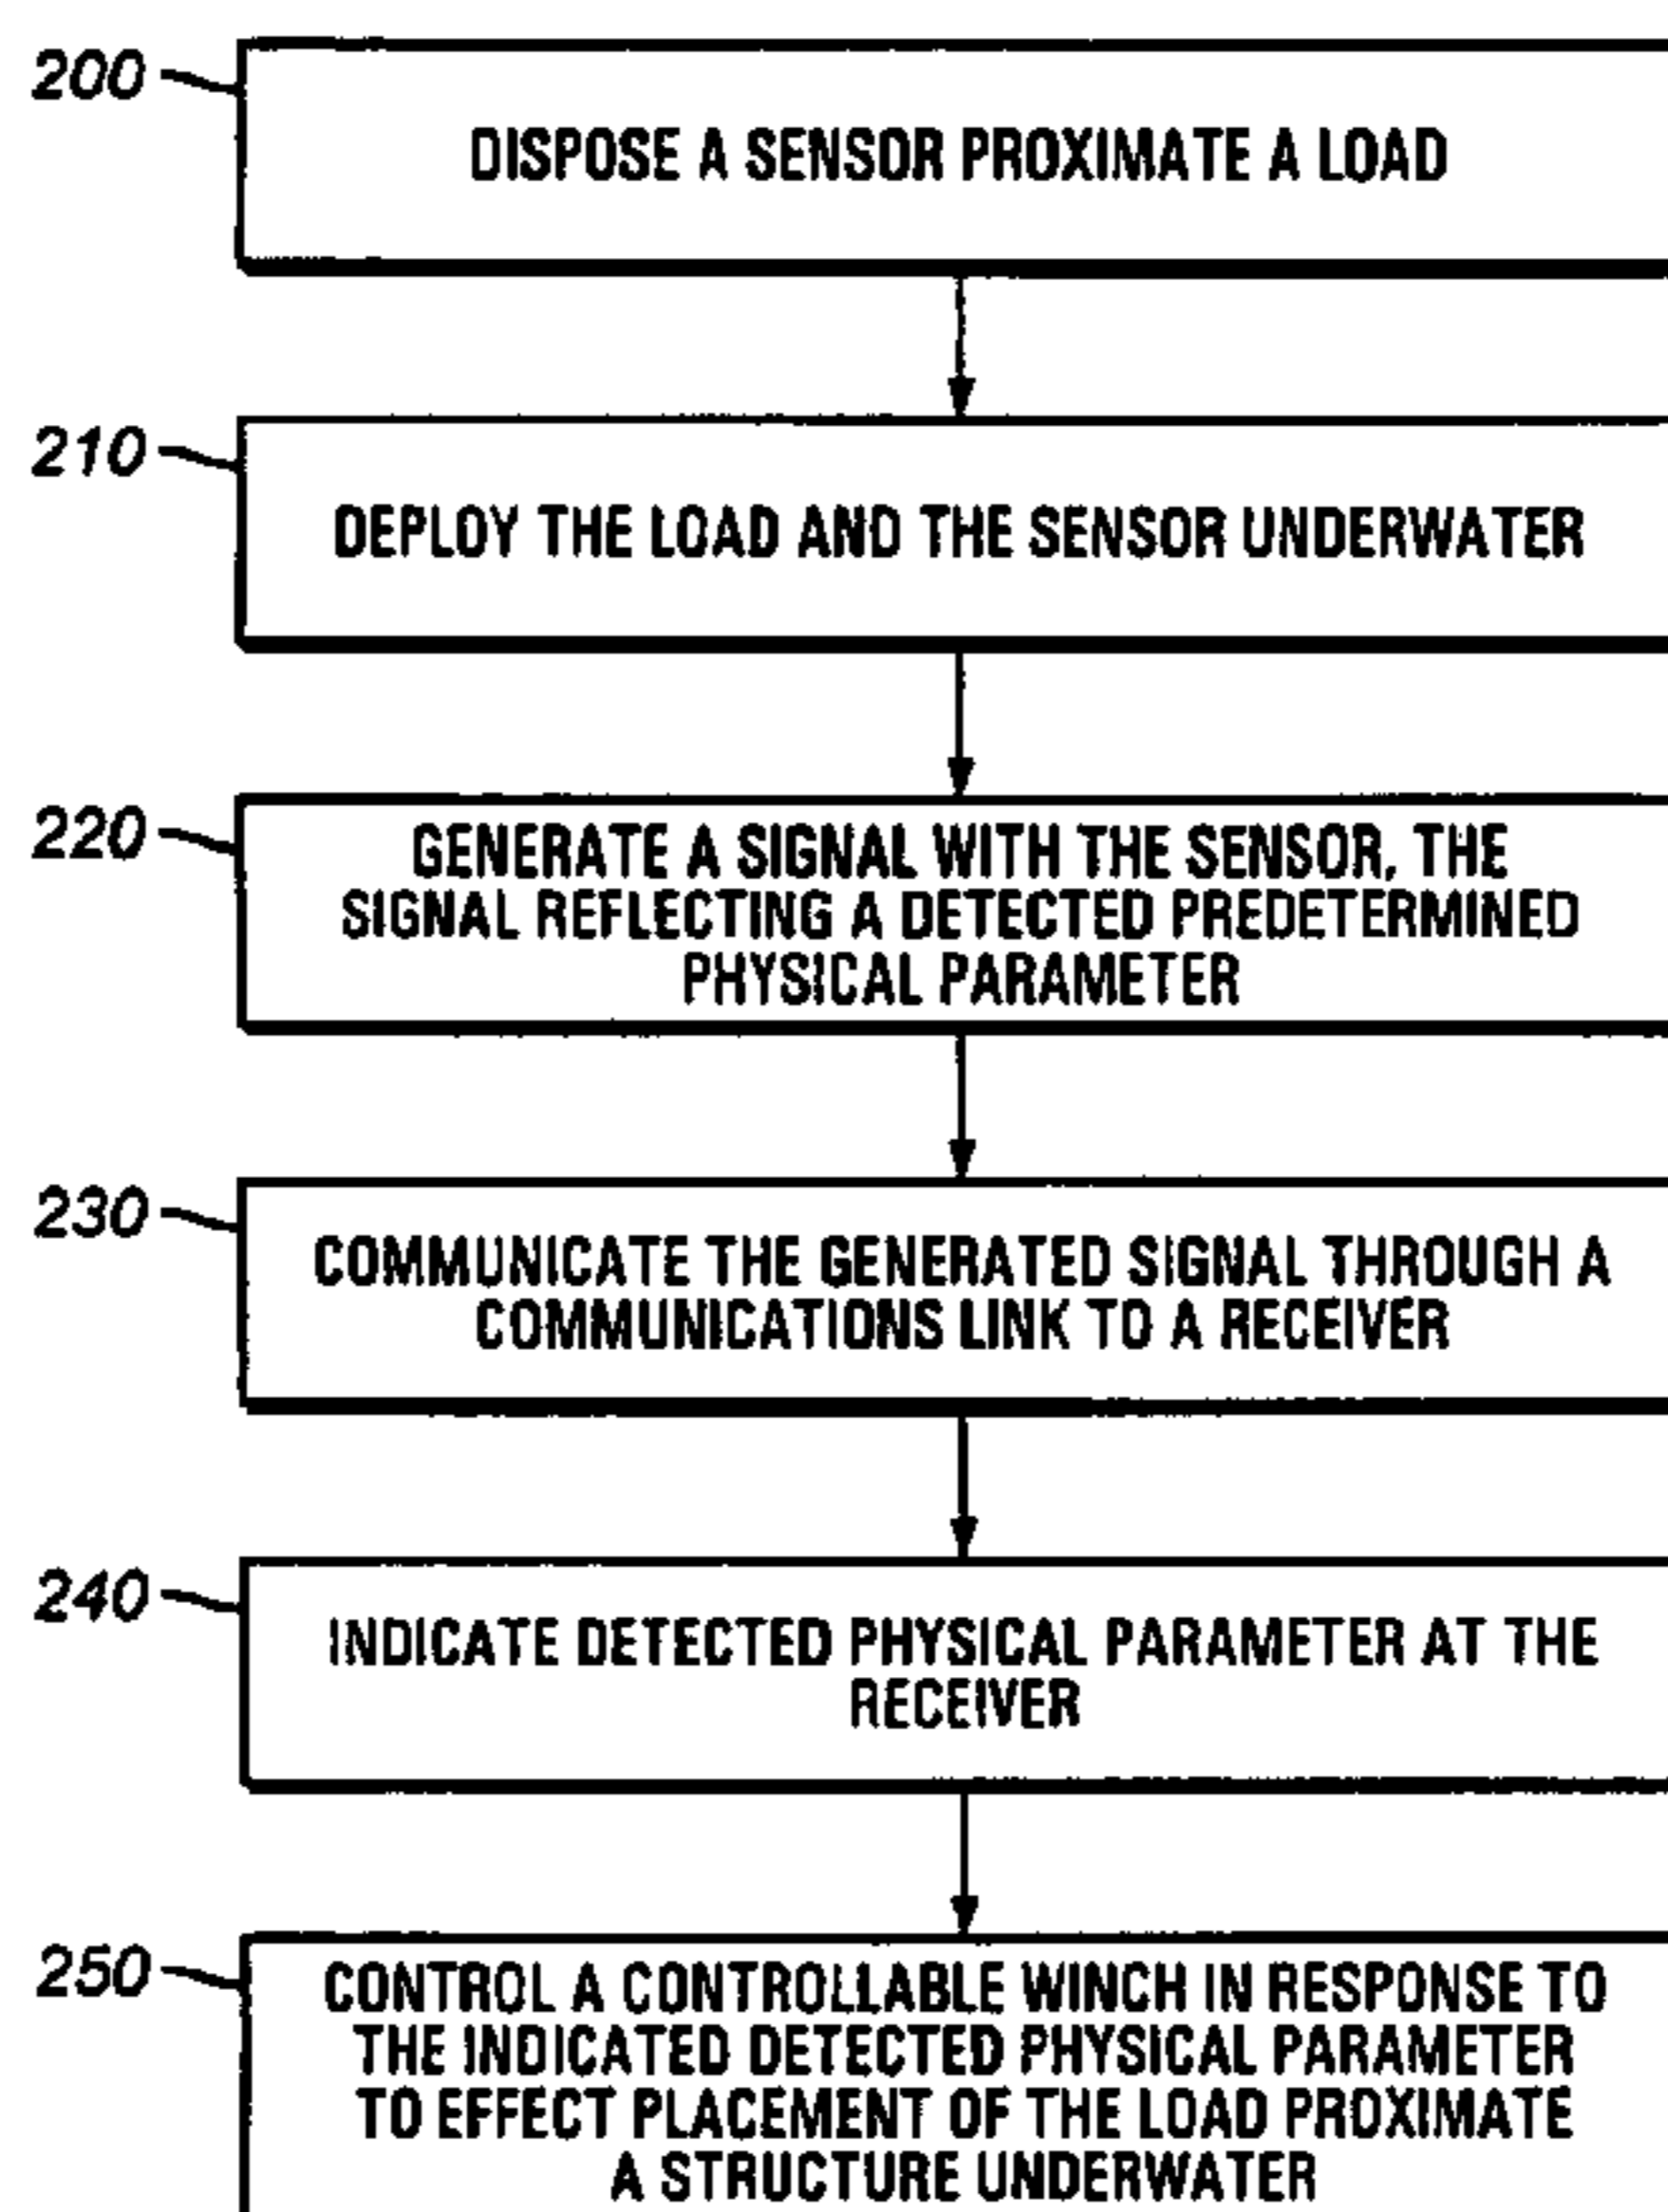 200
DISPOSE A SENSOR PROXIMATE A LOAD
210
DEPLOY THE LOAD AND THE SENSOR UNDERWATER
220
GENERATE A SIGNAL WITH THE SENSOR, THE
SIGNAL REFLECTING A DETECTED PREDETERMINED
PHYSICAL PARAMETER
230
COMMUNICATE THE GENERATED SIGNAL THROUGH A
COMMUNICATIONS LINK TO A RECEIVER
240
INDICATE DETECTED PHYSICAL PARAMETER AT THE
RECEIVER
250
CONTROL A CONTROLLABLE WINCH IN RESPONSE TO
THE INDICATED DETECTED PHYSICAL PARAMETER
TO EFFECT PLACEMENT OF THE LOAD PROXIMATE
A STRUCTURE UNDERWATER